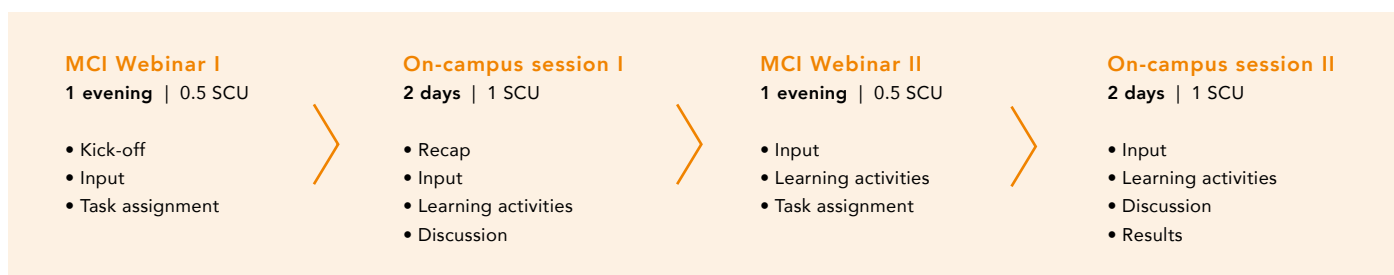 MCI Webinar I
1 evening | 0.5 SCU
• Kick-off
• Input
• Task assignment
On-campus session I
2 days | 1 SCU
• Recap
• Input
• Learning activities
• Discussion
MCI Webinar II
1 evening | 0.5 SCU
• Input
• Learning activities
• Task assignment
On-campus session II
2 days | 1 SCU
• Input
• Learning activities
• Discussion
• Results